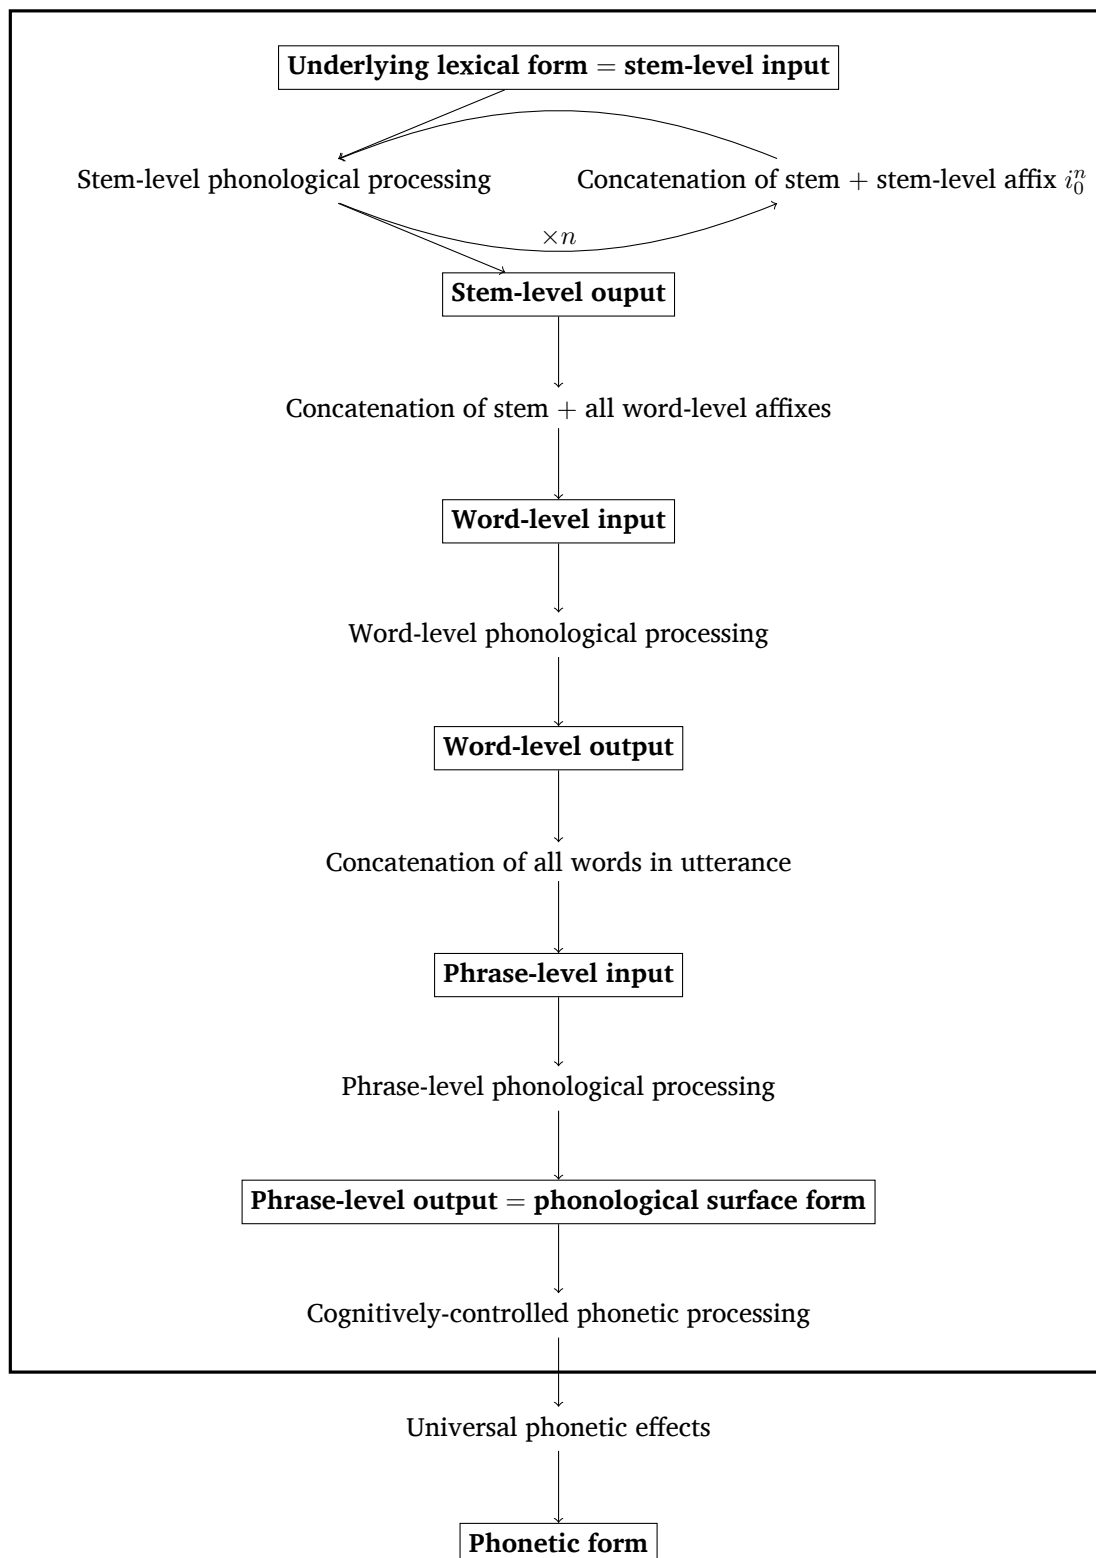 Underlying lexical form = stem-level input
Stem-level phonological processing
Concatenation of stem + stem-level affix $i_0^n$
×n
Stem-level ouput
Concatenation of stem + all word-level affixes
Word-level input
Word-level phonological processing
Word-level output
Concatenation of all words in utterance
Phrase-level input
Phrase-level phonological processing
Phrase-level output = phonological surface form
Cognitively-controlled phonetic processing
Universal phonetic effects
Phonetic form